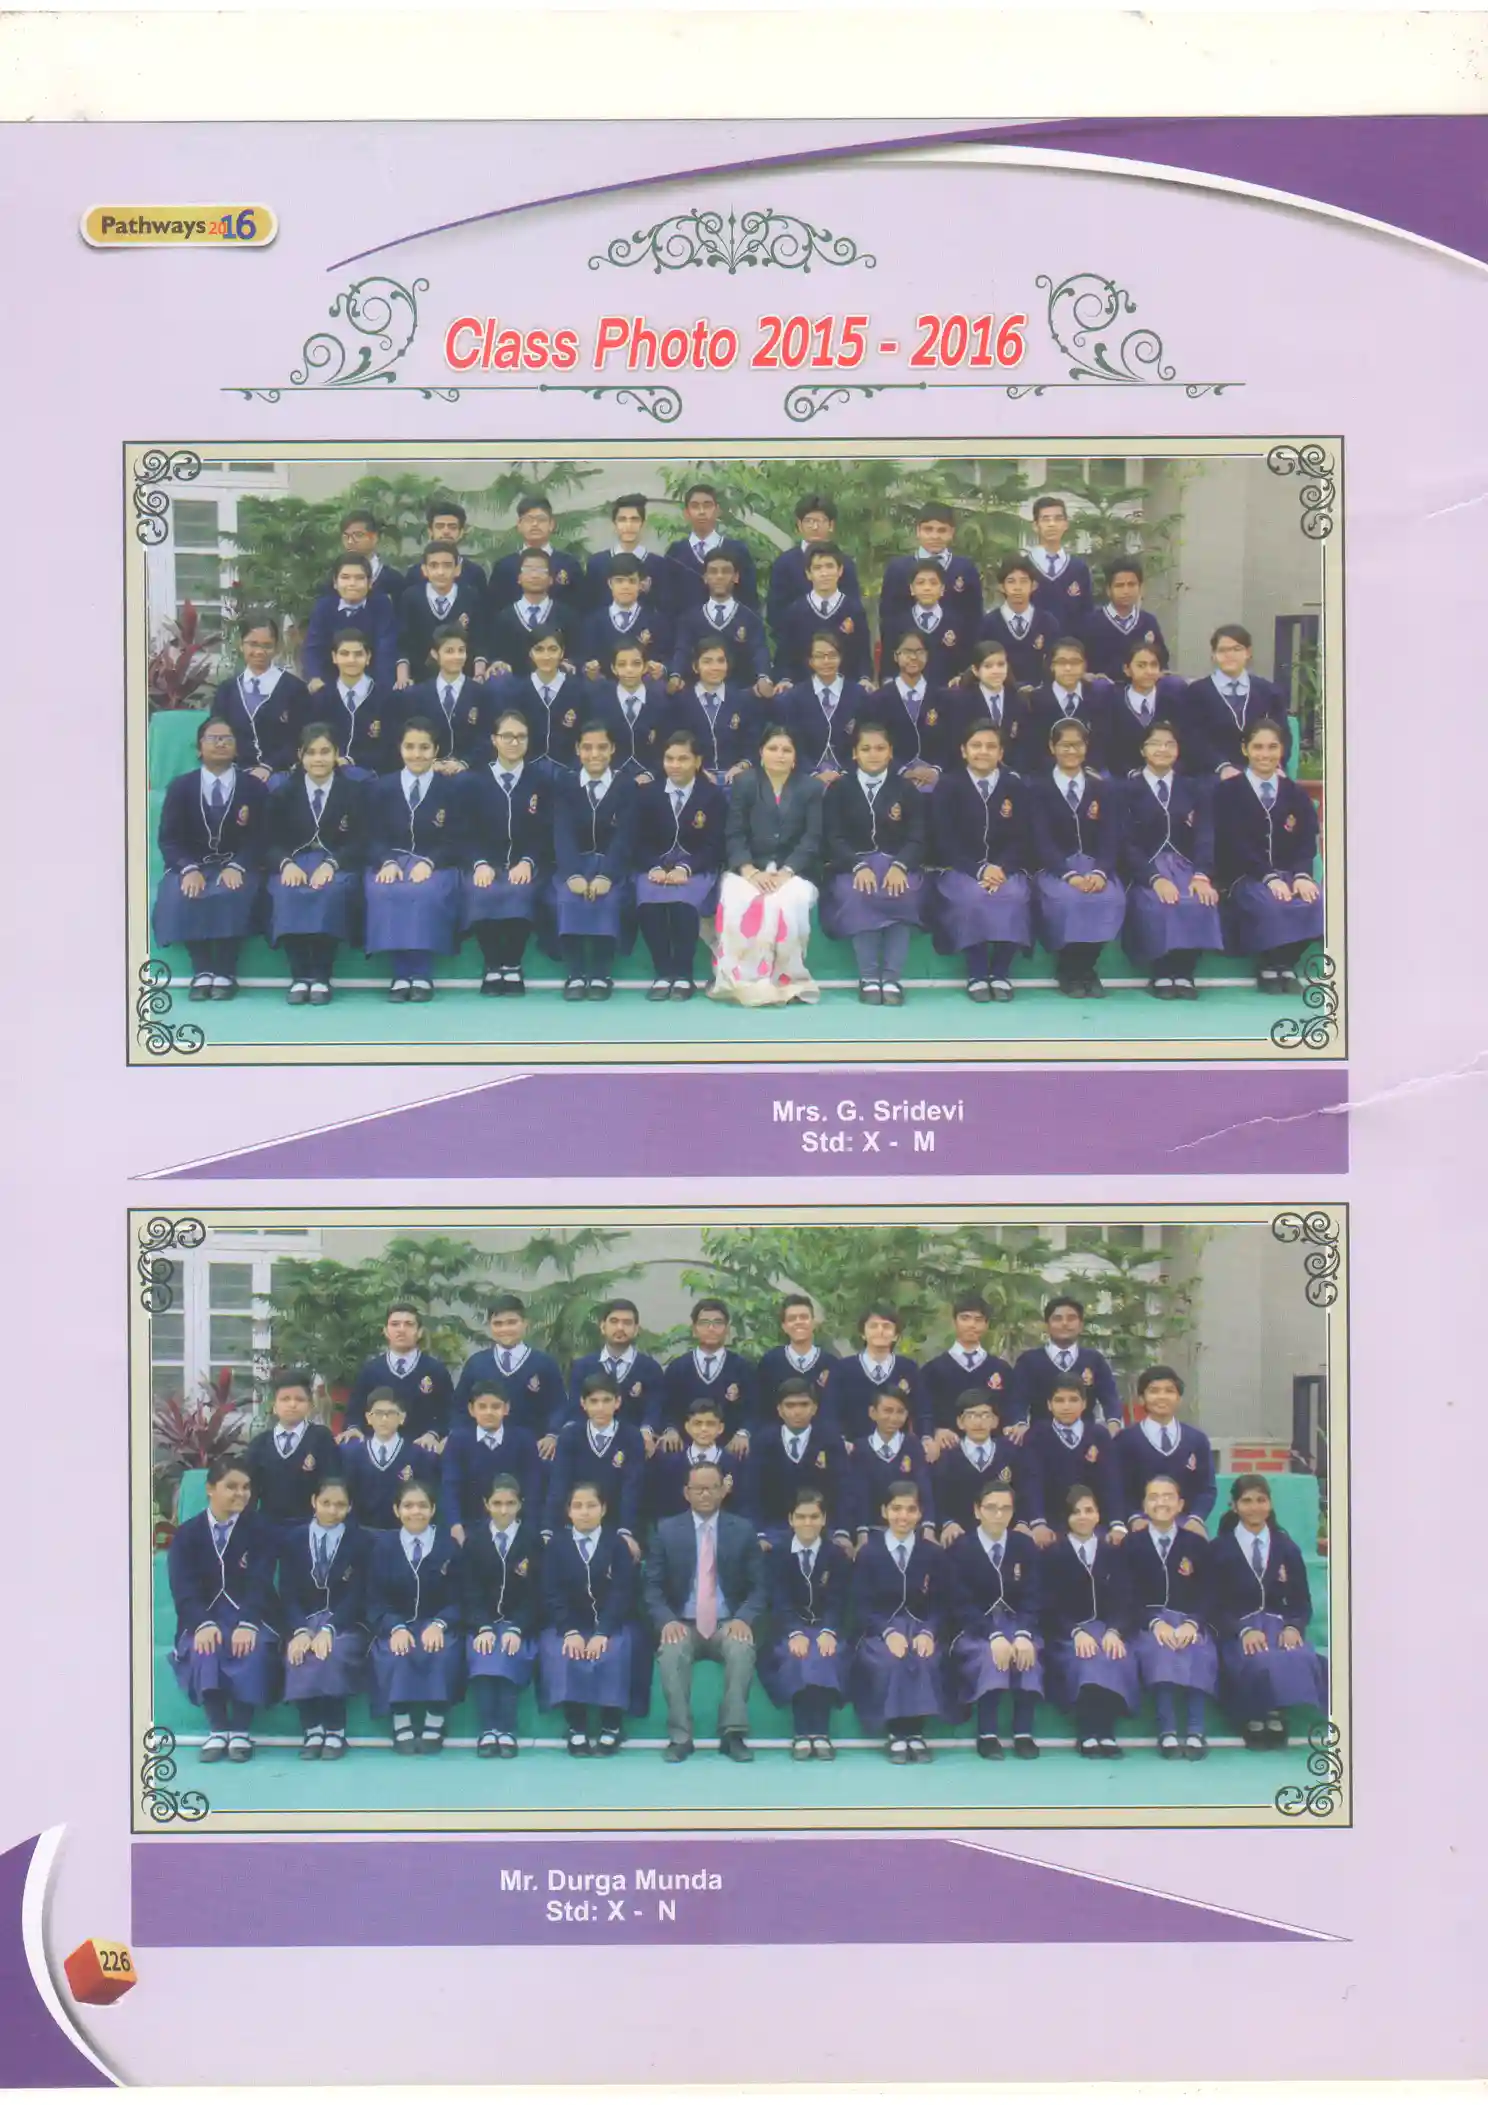 Pathways 2016
Class Photo 2015 - 2016
Mrs. G. Sridevi
Std: X - M
Mr. Durga Munda
Std: X - N
226